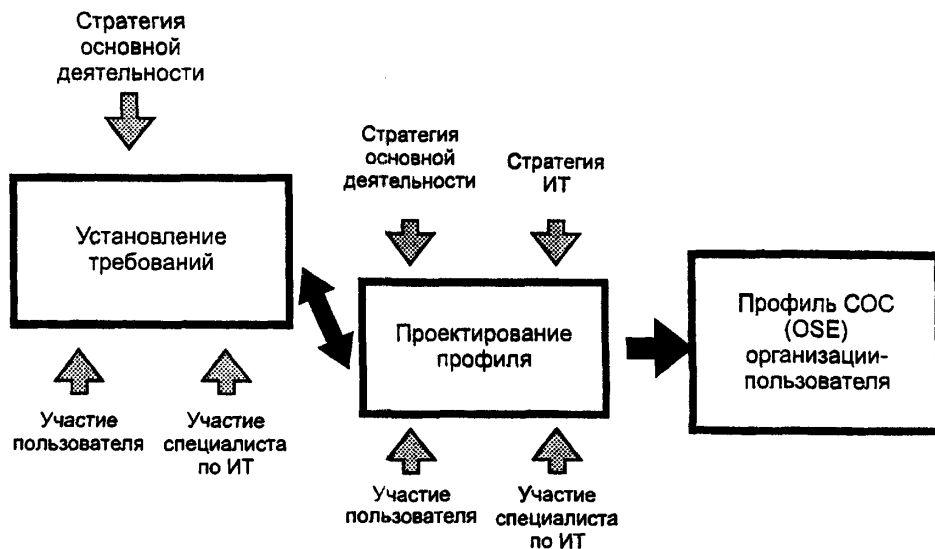 Стратегия
основной
деятельности
Установление
требований
Участие
пользователя
Участие
специалиста
по ИТ
Стратегия
основной
деятельности
Стратегия
ИТ
Проектирование
профиля
Участие
пользователя
Участие
специалиста
по ИТ
Профиль СОС
(OSE)
организации-
пользователя